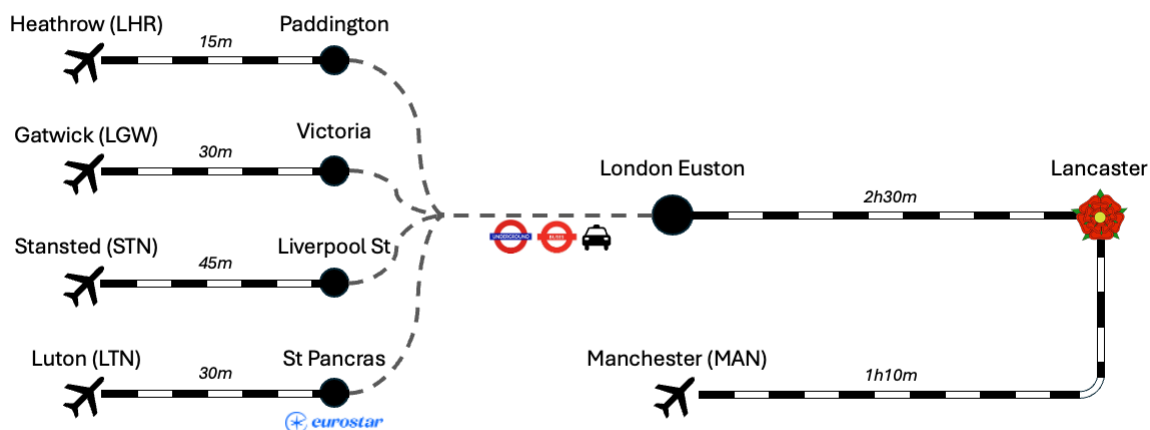 Heathrow (LHR)
15m
Paddington
Gatwick (LGW)
30m
Victoria
Stansted (STN)
45m
Liverpool St
Luton (LTN)
30m
St Pancras
eurostar
UNDERGROUND
London Euston
2h30m
Lancaster
Manchester (MAN)
1h10m